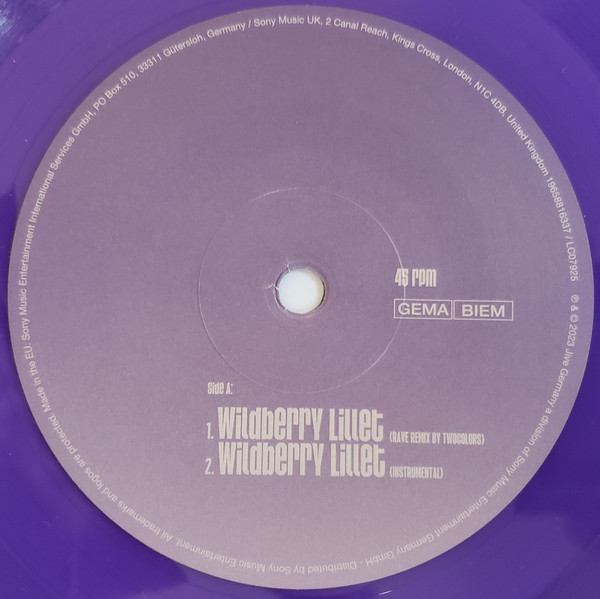 Made in the EU. Sony Music Entertainment International Services GmbH, PO Box 510, 33311 Gütersloh, Germany / Sony Music UK, 2 Canal Reach, Kings Cross, London, N1C 4DB, United Kingdom 19658816337 / LC07925
℗ & © 2023 Jive Germany a division of Sony Music Entertainment Germany GmbH - Distributed by Sony Music Entertainment. All trademarks and logos are protected.
45 rpm
GEMA BIEM
Side A:
1. Wildberry Lillet (RAVE REMIX BY TWOCOLORS)
2. Wildberry Lillet (INSTRUMENTAL)